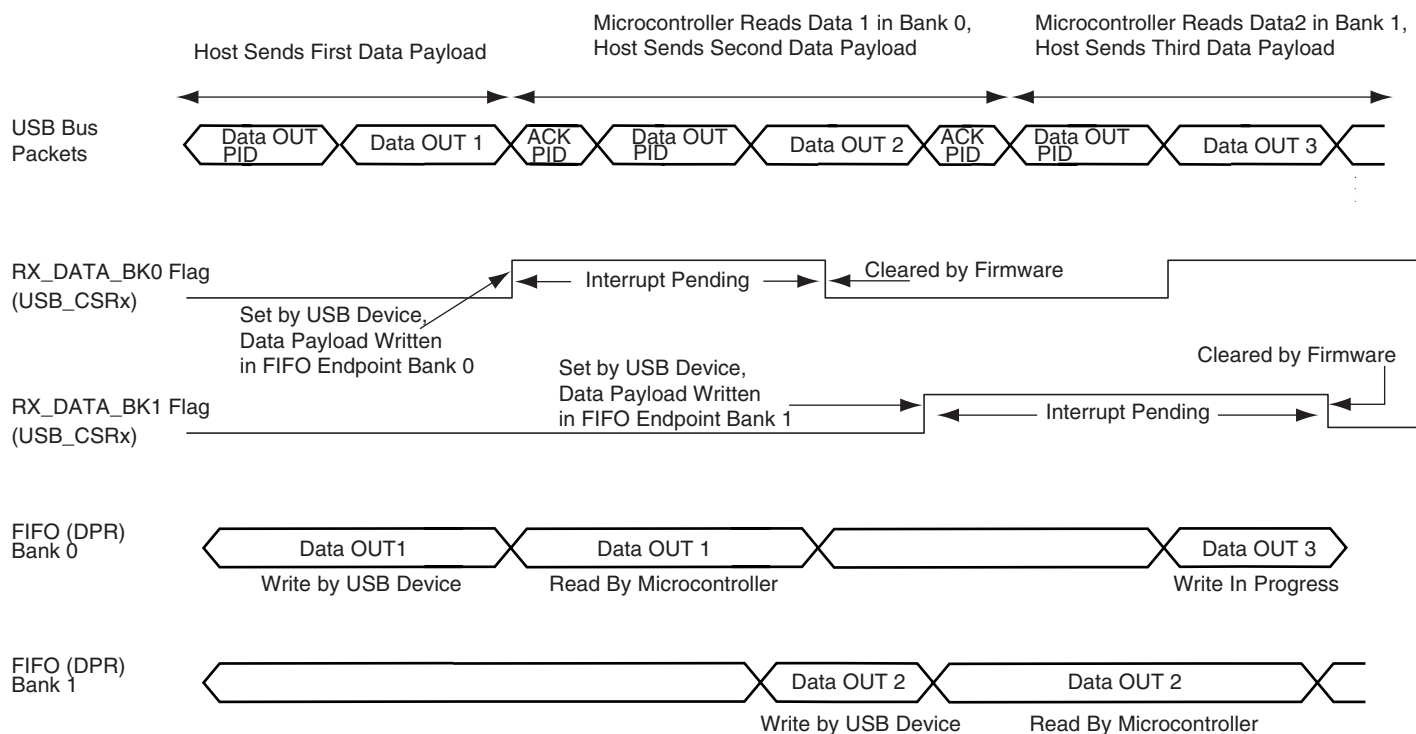 Host Sends First Data Payload
Microcontroller Reads Data 1 in Bank 0,
Host Sends Second Data Payload
Microcontroller Reads Data2 in Bank 1,
Host Sends Third Data Payload
USB Bus
Packets
Data OUT
PID
Data OUT 1
ACK
PID
Data OUT
PID
Data OUT 2
ACK
PID
Data OUT
PID
Data OUT 3
RX_DATA_BK0 Flag
(USB_CSRx)
Interrupt Pending
Cleared by Firmware
Set by USB Device,
Data Payload Written
in FIFO Endpoint Bank 0
Set by USB Device,
Data Payload Written
in FIFO Endpoint Bank 1
Cleared by Firmware
RX_DATA_BK1 Flag
(USB_CSRx)
Interrupt Pending
FIFO (DPR)
Bank 0
Data OUT1
Data OUT 1
Data OUT 3
Write by USB Device
Read By Microcontroller
Write In Progress
FIFO (DPR)
Bank 1
Data OUT 2
Data OUT 2
Write by USB Device
Read By Microcontroller